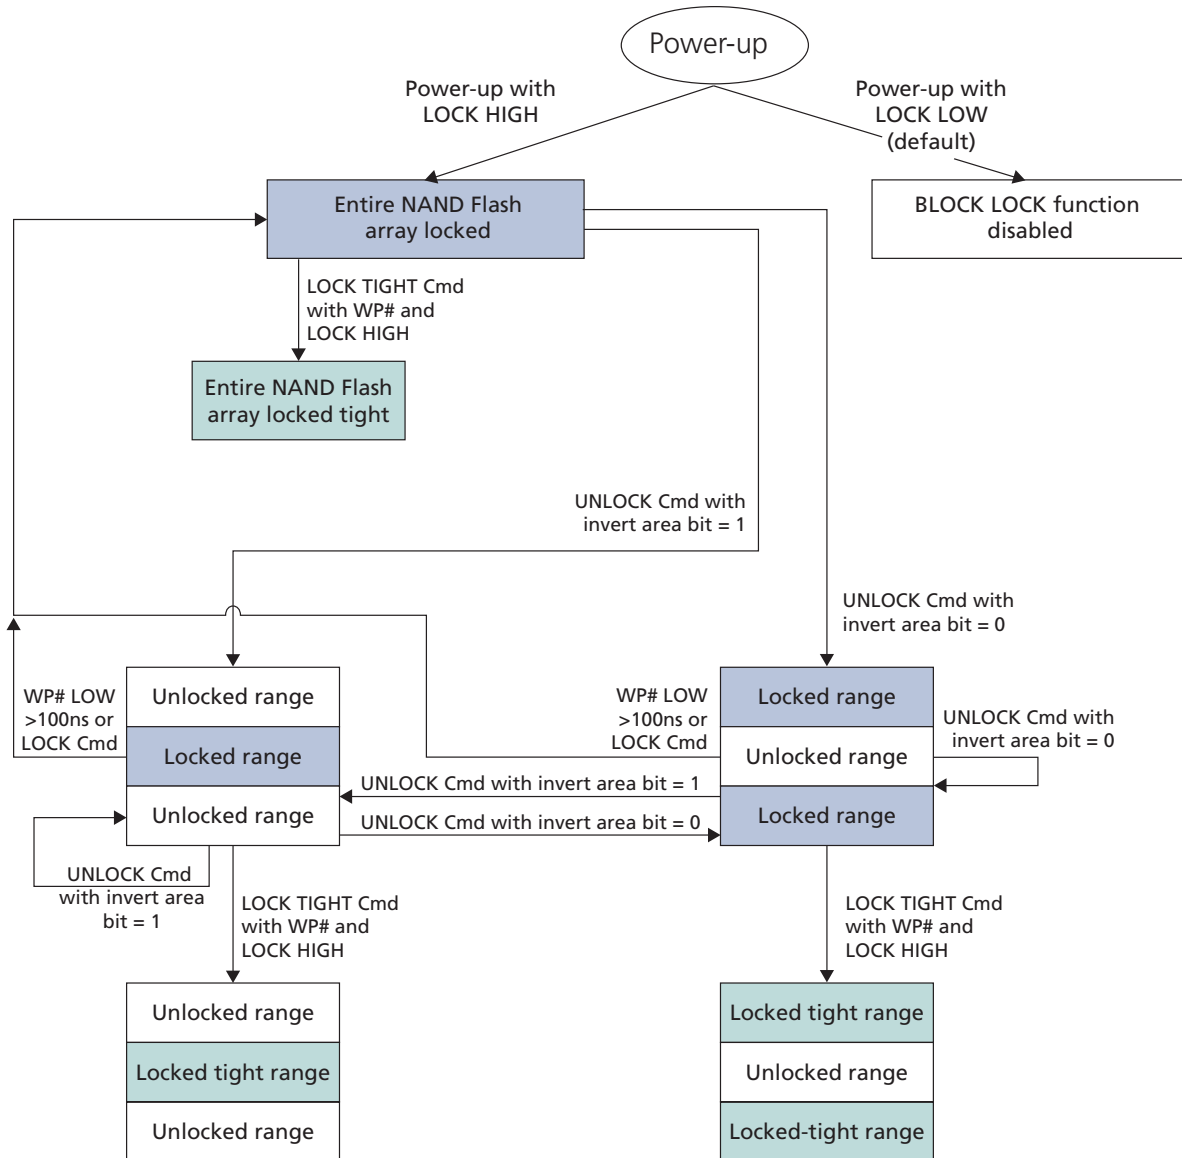 Power-up
Power-up with
LOCK HIGH
Power-up with
LOCK LOW
(default)
Entire NAND Flash
array locked
BLOCK LOCK function
disabled
LOCK TIGHT Cmd
with WP# and
LOCK HIGH
Entire NAND Flash
array locked tight
UNLOCK Cmd with
invert area bit = 1
UNLOCK Cmd with
invert area bit = 0
WP# LOW
>100ns or
LOCK Cmd
Unlocked range
Locked range
Unlocked range
WP# LOW
>100ns or
LOCK Cmd
Locked range
Unlocked range
Locked range
UNLOCK Cmd with
invert area bit = 0
UNLOCK Cmd with invert area bit = 1
UNLOCK Cmd with invert area bit = 0
UNLOCK Cmd
with invert area
bit = 1
LOCK TIGHT Cmd
with WP# and
LOCK HIGH
LOCK TIGHT Cmd
with WP# and
LOCK HIGH
Unlocked range
Locked tight range
Unlocked range
Locked tight range
Unlocked range
Locked-tight range